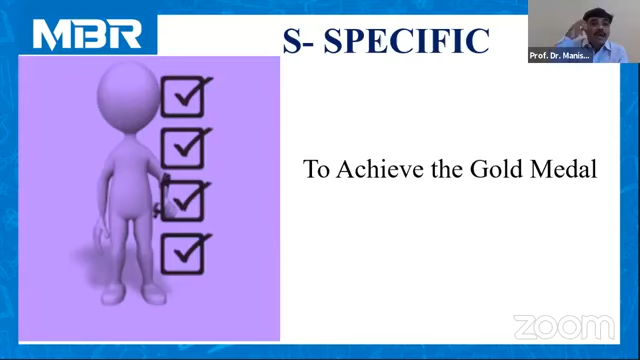 MBR
S- SPECIFIC
Prof. Dr. Manis...
To Achieve the Gold Medal
zoom